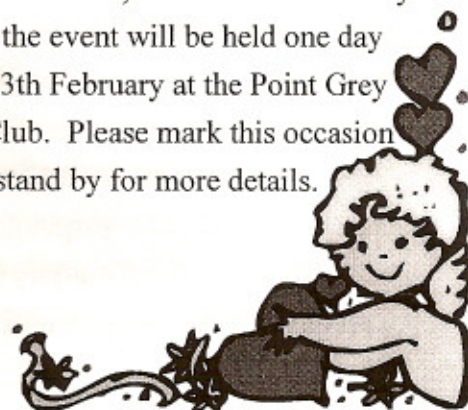 the event will be held one day
3th February at the Point Grey
Club. Please mark this occasion
stand by for more details.